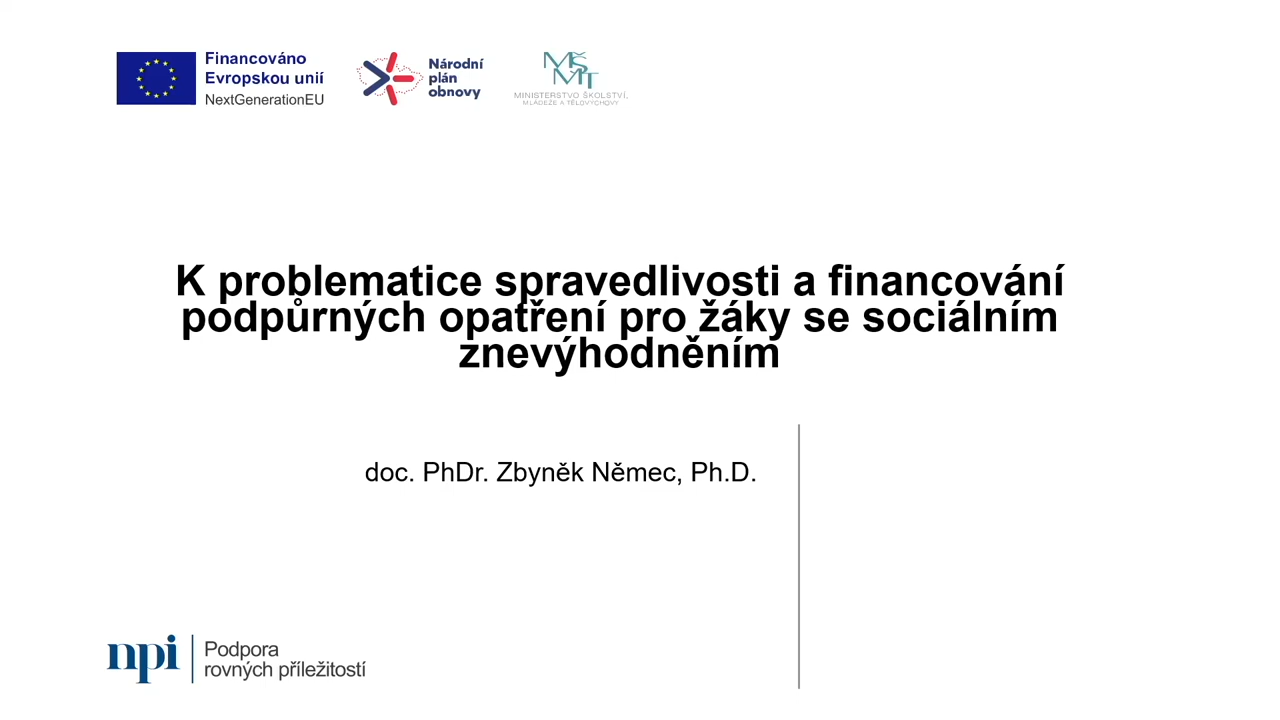 Financováno
Evropskou unií
NextGenerationEU
Národní
plán
obnovy
MŠMT
MINISTERSTVO ŠKOLSTVÍ,
MLÁDEŽE A TĚLOVÝCHOVY
K problematice spravedlivosti a financování
podpůrných opatření pro žáky se sociálním
znevýhodněním
doc. PhDr. Zbyněk Němec, Ph.D.
npi
Podpora
rovných příležitostí